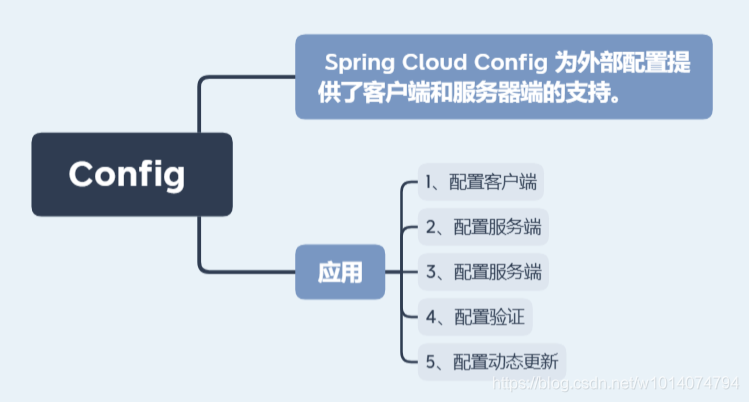 Spring Cloud Config 为外部配置提
供了客户端和服务器端的支持。
Config
应用
1、配置客户端
2、配置服务端
3、配置服务端
4、配置验证
5、配置动态更新
https://blog.csdn.net/w1014074794